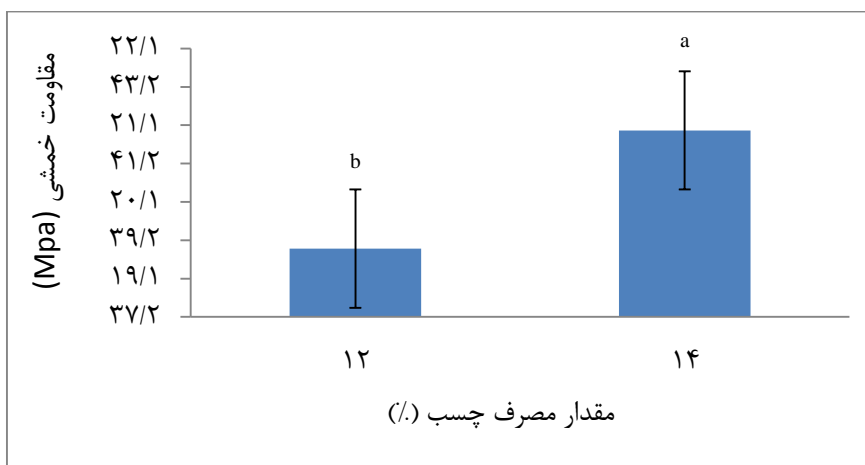 مقاومت خمشی (Mpa)
۲۲/۱
۴۳/۲
۲۱/۱
۴۱/۲
۲۰/۱
۳۹/۲
۱۹/۱
۳۷/۲
b
a
۱۲
۱۴
مقدار مصرف چسب (٪)